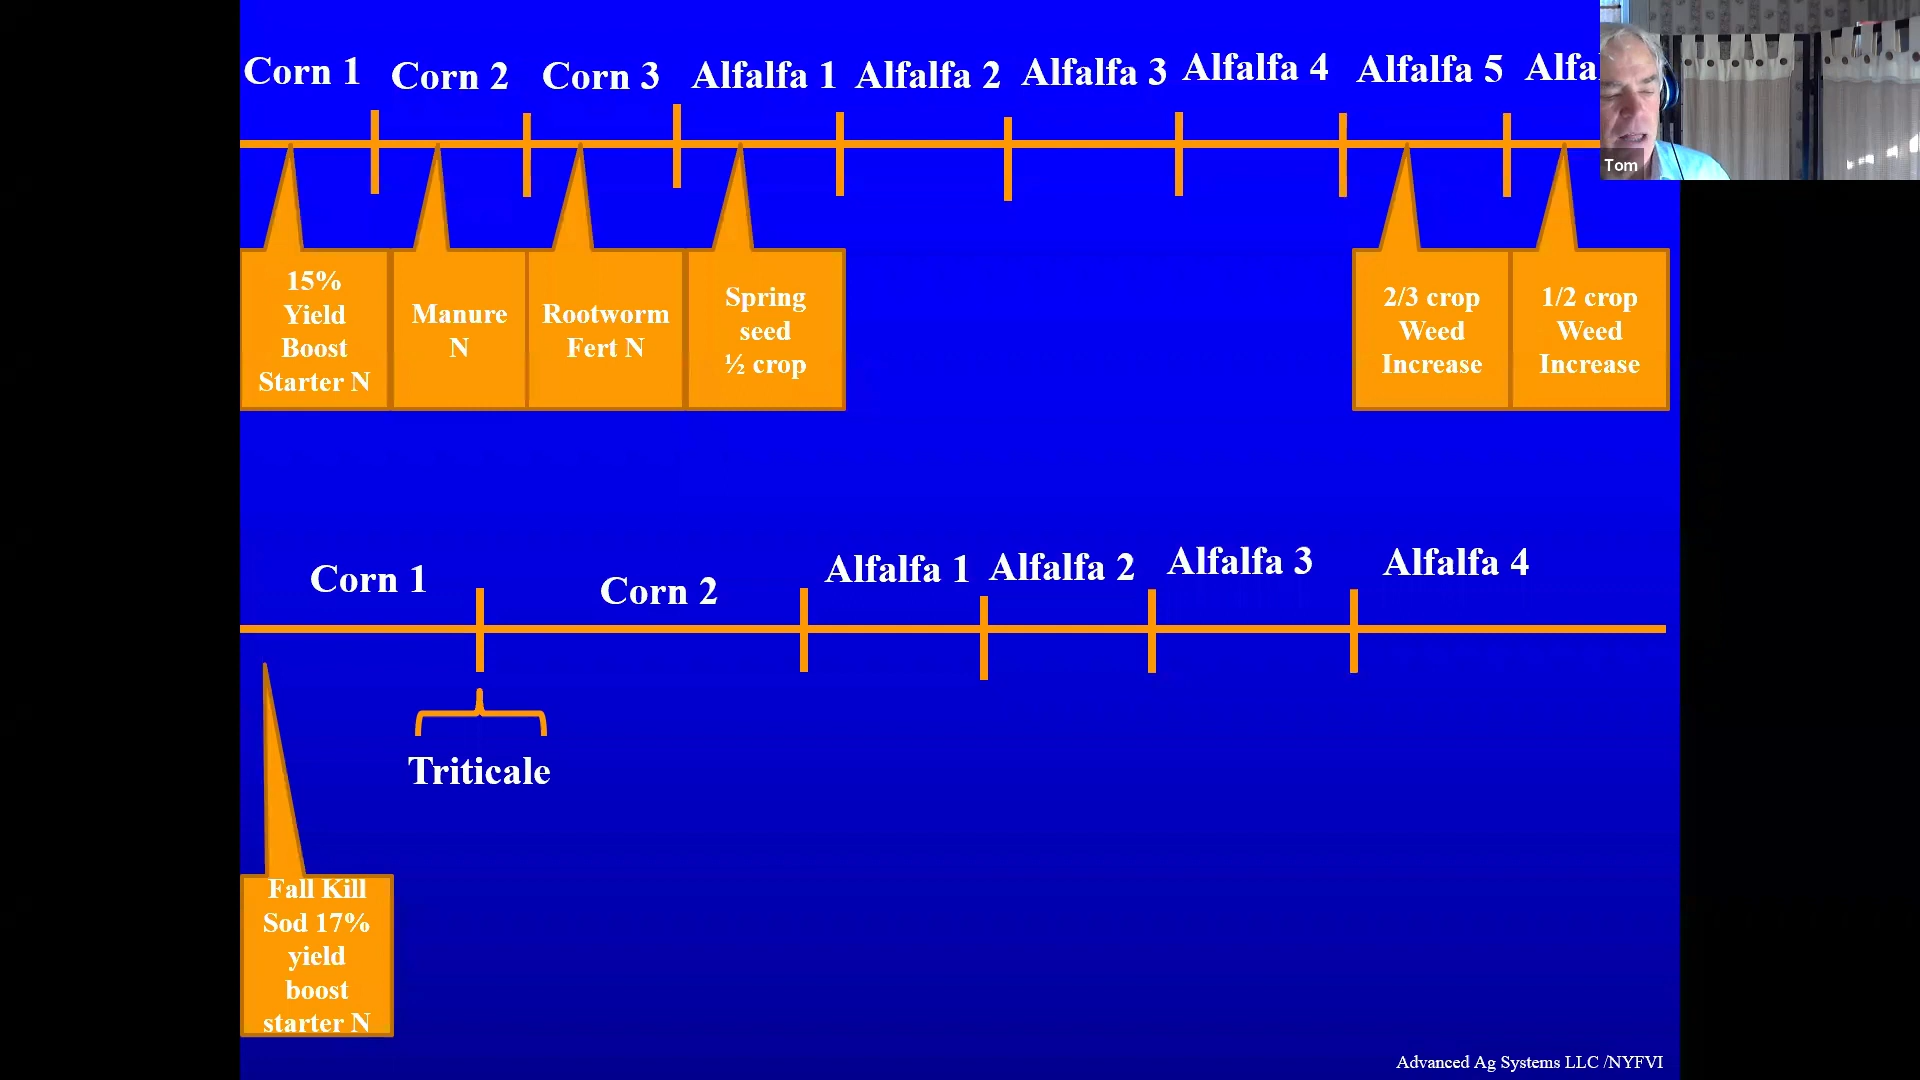 Corn 1 Corn 2 Corn 3 Alfalfa 1 Alfalfa 2 Alfalfa 3 Alfalfa 4 Alfalfa 5 Alfa
Tom
15%
Yield
Boost
Starter N
Manure
N
Rootworm
Fert N
Spring
seed
½ crop
2/3 crop
Weed
Increase
1/2 crop
Weed
Increase
Corn 1 Corn 2 Alfalfa 1 Alfalfa 2 Alfalfa 3 Alfalfa 4
Triticale
Fall Kill
Sod 17%
yield
boost
starter N
Advanced Ag Systems LLC /NYFVI